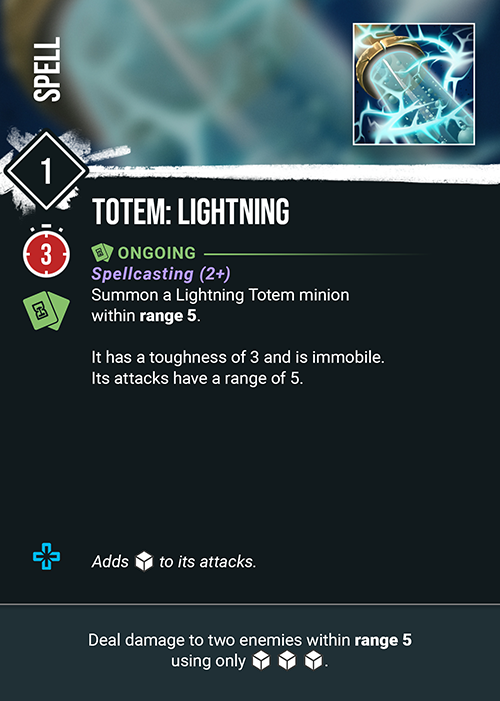 SPELL
1
TOTEM: LIGHTNING
3
ONGOING
Spellcasting (2+)
Summon a Lightning Totem minion
within range 5.
It has a toughness of 3 and is immobile.
Its attacks have a range of 5.
Adds to its attacks.
Deal damage to two enemies within range 5
using only .